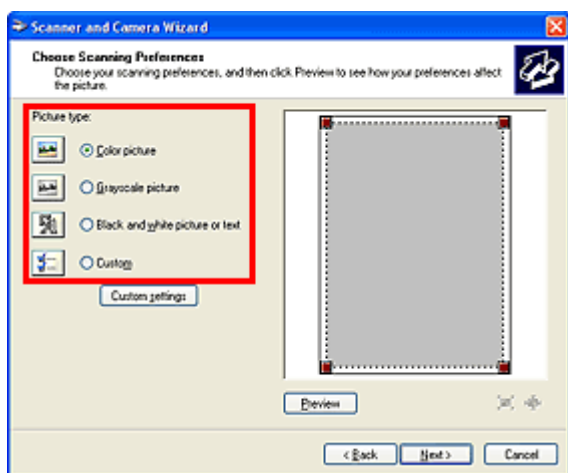 Scanner and Camera Wizard
Choose Scanning Preferences
Choose your scanning preferences, and then click Preview to see how your preferences affect
the picture.
Picture type:
Color picture
Grayscale picture
Black and white picture or text
Custom
Custom settings
Preview
< Back
Next >
Cancel